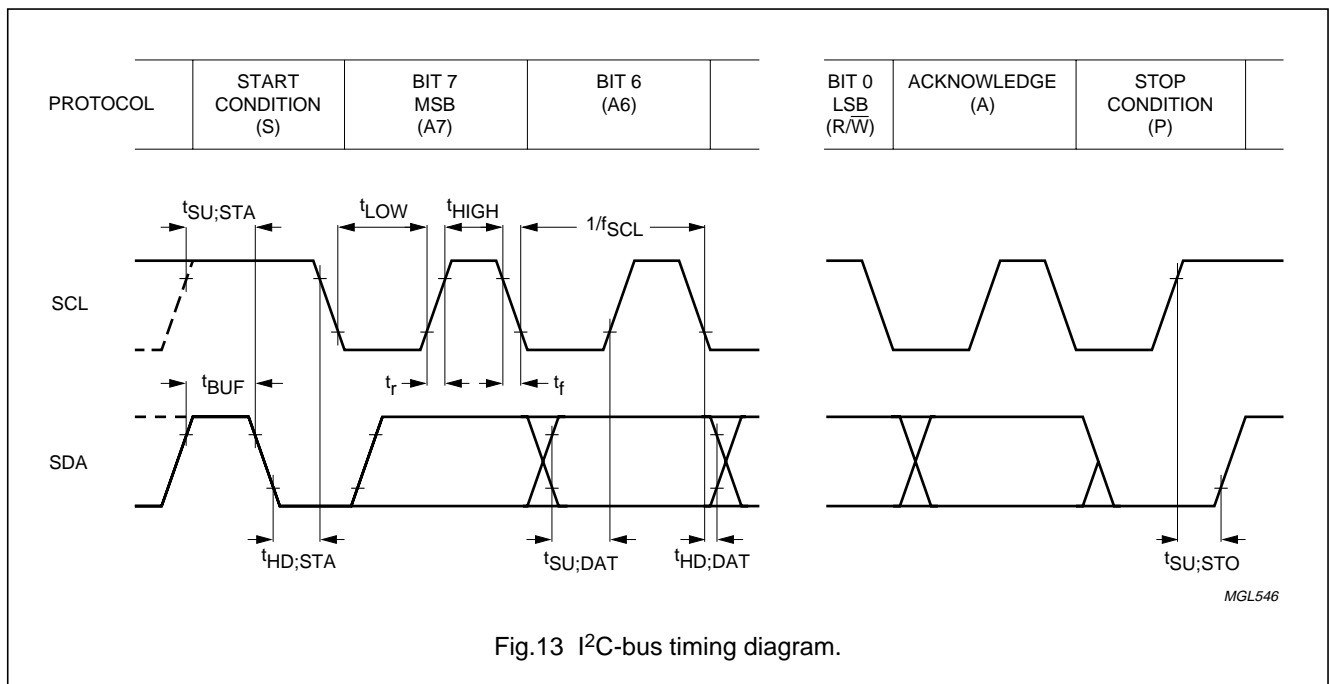 PROTOCOL
START
CONDITION
(S)
BIT 7
MSB
(A7)
BIT 6
(A6)
BIT 0
LSB
(R/W̅)
ACKNOWLEDGE
(A)
STOP
CONDITION
(P)
tSU;STA
tLOW
tHIGH
1/fSCL
SCL
tBUF
tr
tf
SDA
tHD;STA
tSU;DAT
tHD;DAT
tSU;STO
MGL546
Fig.13 I²C-bus timing diagram.